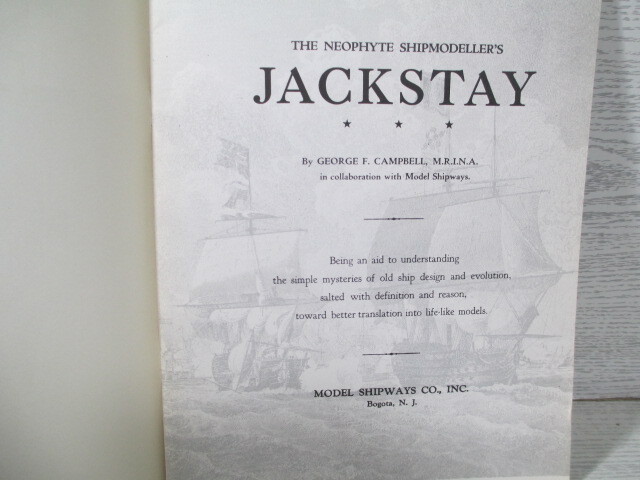 THE NEOPHYTE SHIPMODELLER'S
JACKSTAY
★ ★ ★
By GEORGE F. CAMPBELL, M.R.I.N.A.
in collaboration with Model Shipways.
Being an aid to understanding
the simple mysteries of old ship design and evolution,
salted with definition and reason,
toward better translation into life-like models.
MODEL SHIPWAYS CO., INC.
Bogota, N. J.